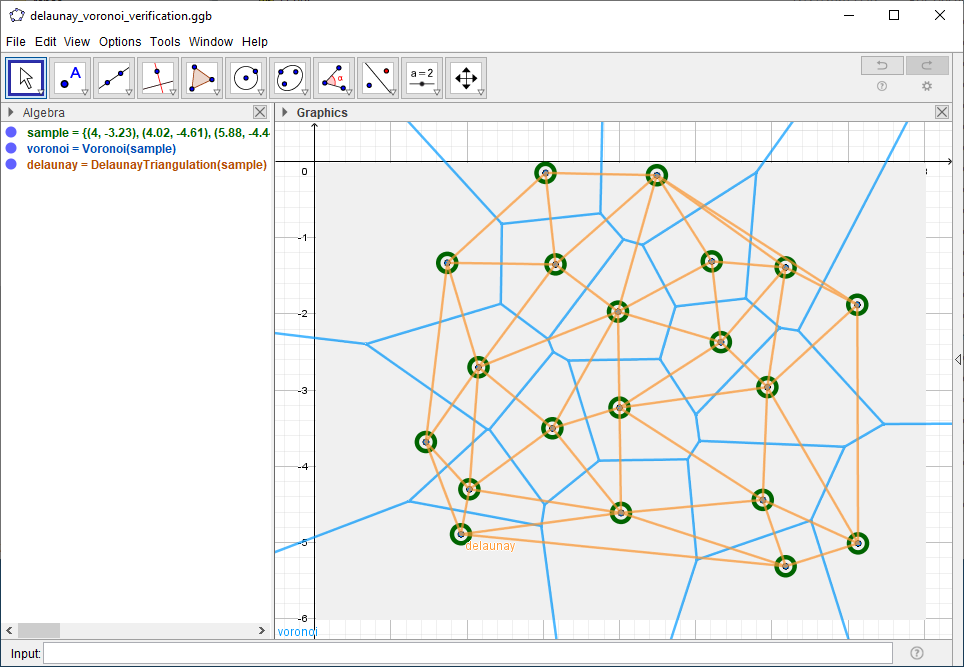 delaunay_voronoi_verification.ggb
File Edit View Options Tools Window Help
A
α
a = 2
Algebra
Graphics
sample = {(4, -3.23), (4.02, -4.61), (5.88, -4.4
voronoi = Voronoi(sample)
delaunay = DelaunayTriangulation(sample)
0
-1
-2
-3
-4
-5
-6
delaunay
voronoi
Input: